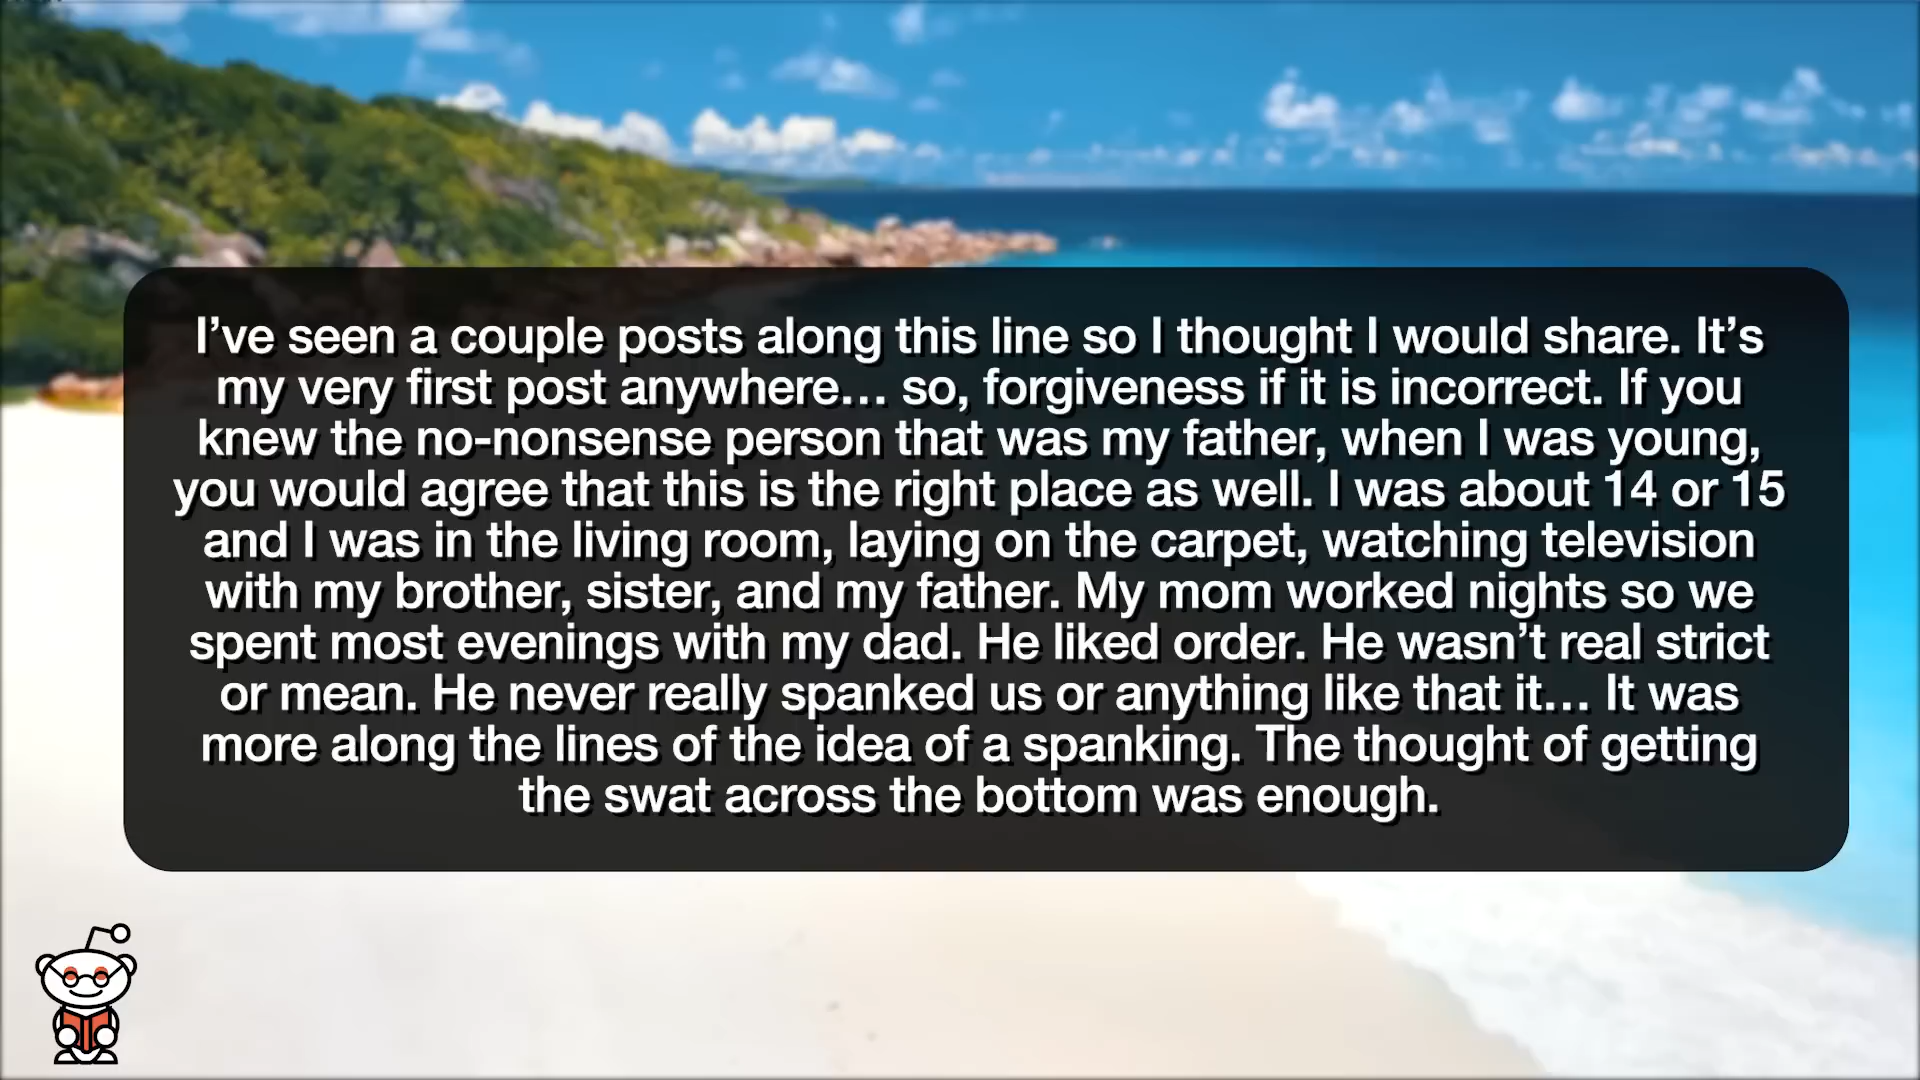 I’ve seen a couple posts along this line so I thought I would share. It’s
my very first post anywhere… so, forgiveness if it is incorrect. If you
knew the no-nonsense person that was my father, when I was young,
you would agree that this is the right place as well. I was about 14 or 15
and I was in the living room, laying on the carpet, watching television
with my brother, sister, and my father. My mom worked nights so we
spent most evenings with my dad. He liked order. He wasn’t real strict
or mean. He never really spanked us or anything like that it… It was
more along the lines of the idea of a spanking. The thought of getting
the swat across the bottom was enough.